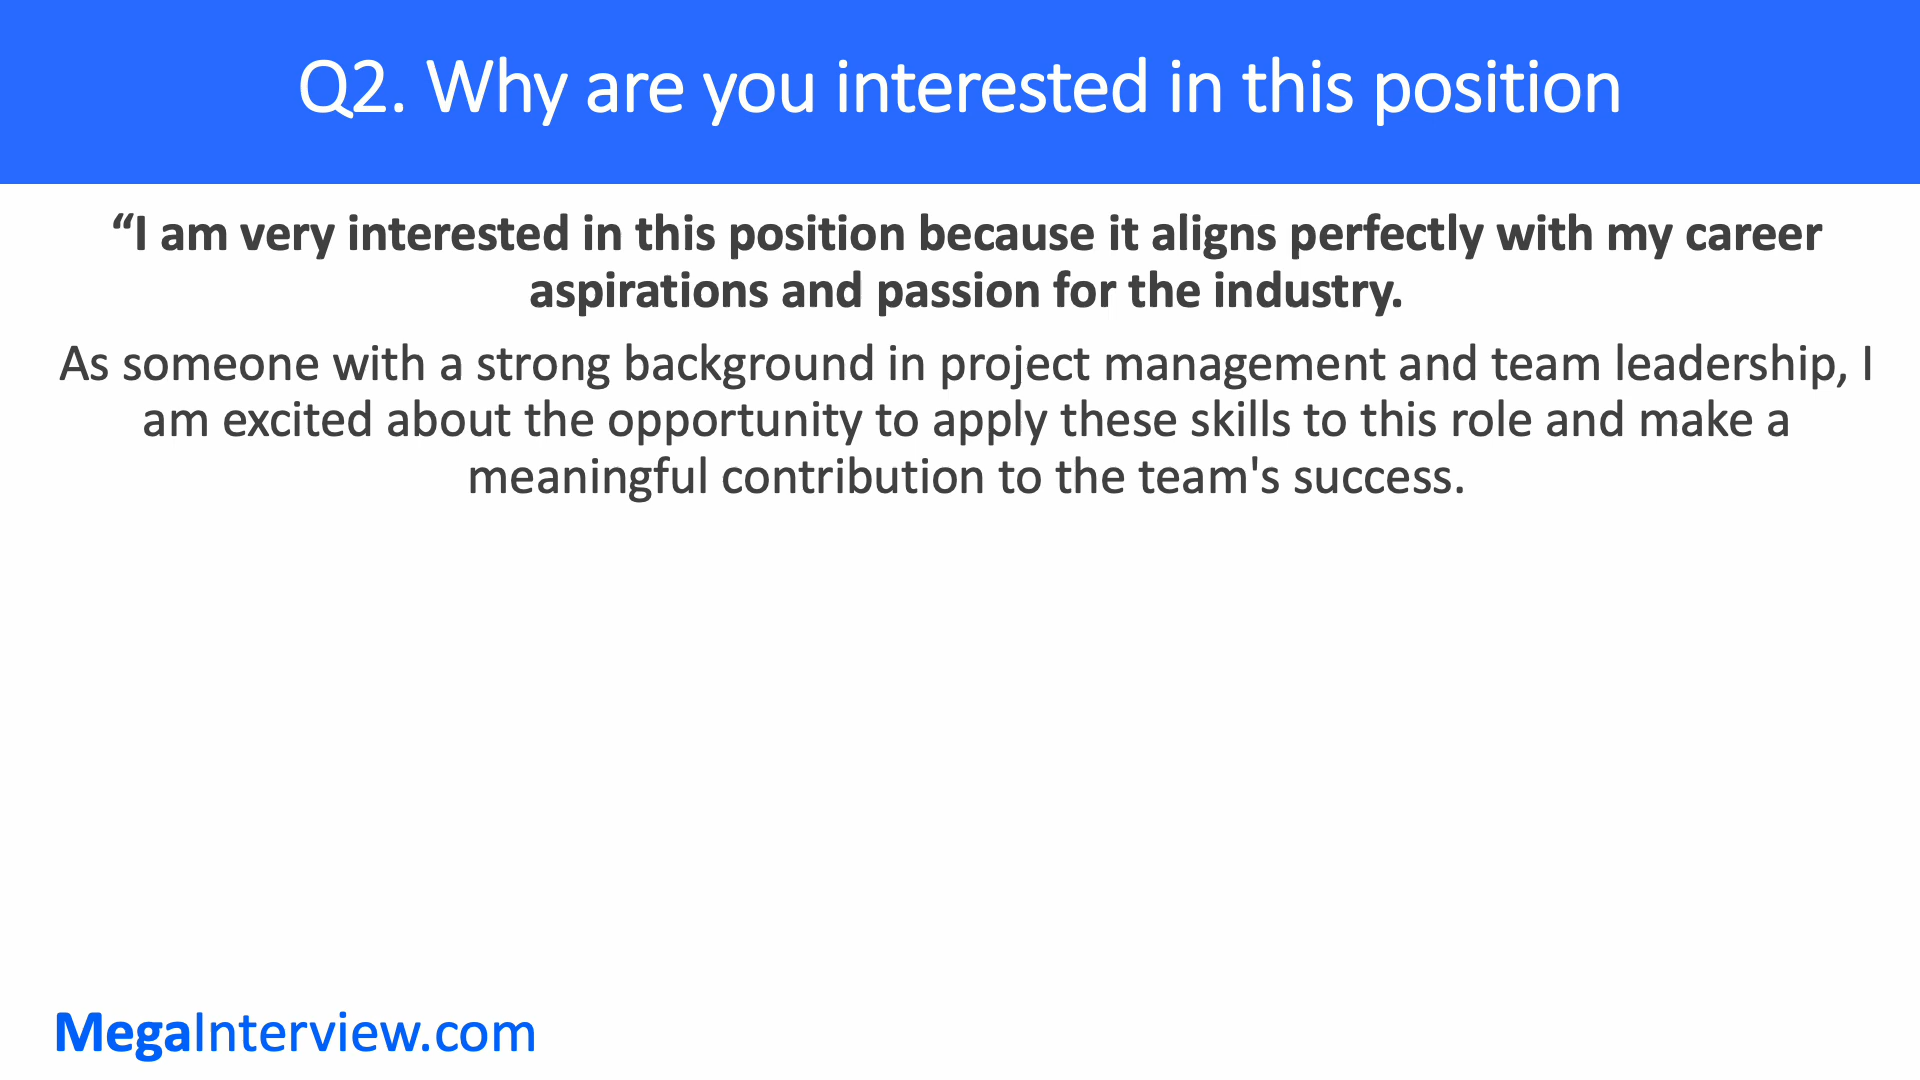 Q2. Why are you interested in this position
“I am very interested in this position because it aligns perfectly with my career
aspirations and passion for the industry.
As someone with a strong background in project management and team leadership, I
am excited about the opportunity to apply these skills to this role and make a
meaningful contribution to the team's success.
MegaInterview.com